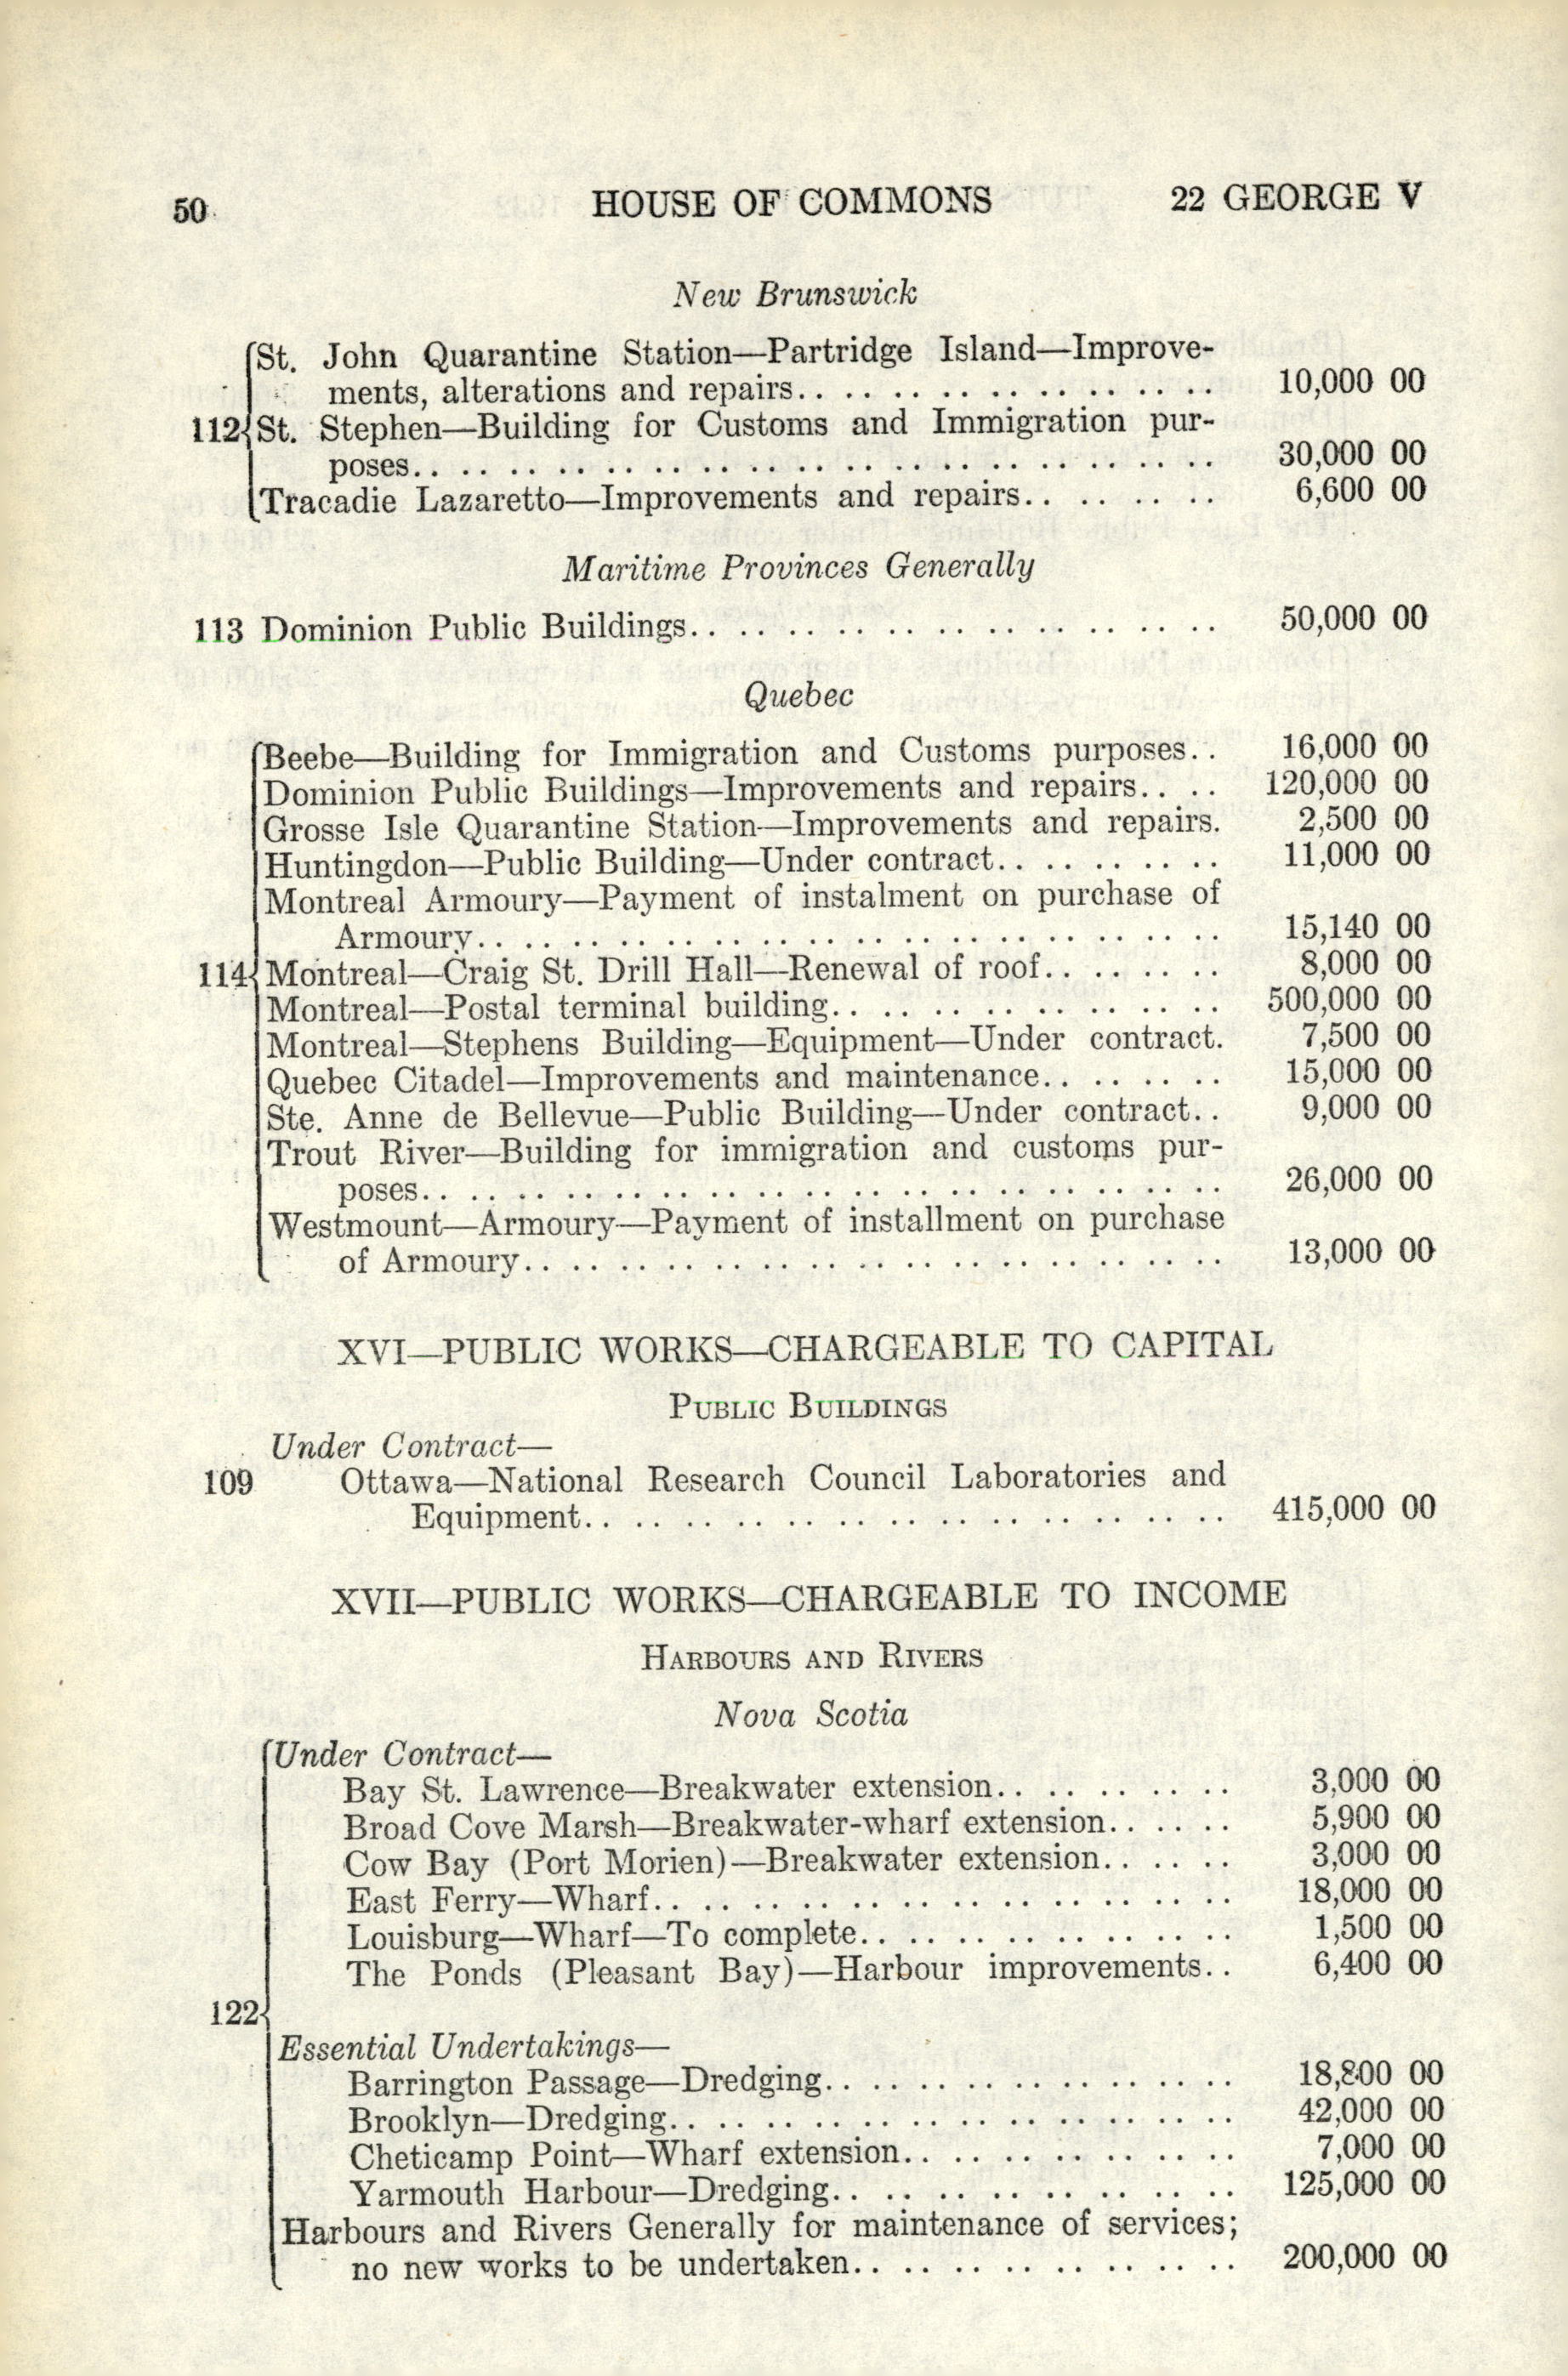 50 HOUSE OF COMMONS 22 GEORGE V
New Brunswick
St. John Quarantine Station—Partridge Island—Improve-
ments, alterations and repairs.. .. .. .. .. .. .. .. .. 10,000 00
112 St. Stephen—Building for Customs and Immigration pur-
poses.. .. .. .. .. .. .. .. .. .. .. .. .. .. .. .. .. 30,000 00
Tracadie Lazaretto—Improvements and repairs.. .. .. .. 6,600 00
Maritime Provinces Generally
113 Dominion Public Buildings.. .. .. .. .. .. .. .. .. .. .. 50,000 00
Quebec
Beebe—Building for Immigration and Customs purposes.. 16,000 00
Dominion Public Buildings—Improvements and repairs.. .. 120,000 00
Grosse Isle Quarantine Station—Improvements and repairs. 2,500 00
Huntingdon—Public Building—Under contract.. .. .. .. .. 11,000 00
Montreal Armoury—Payment of instalment on purchase of
Armoury.. .. .. .. .. .. .. .. .. .. .. .. .. .. .. .. 15,140 00
114 Montreal—Craig St. Drill Hall—Renewal of roof.. .. .. .. 8,000 00
Montreal—Postal terminal building.. .. .. .. .. .. .. .. 500,000 00
Montreal—Stephens Building—Equipment—Under contract. 7,500 00
Quebec Citadel—Improvements and maintenance.. .. .. .. 15,000 00
Ste. Anne de Bellevue—Public Building—Under contract.. 9,000 00
Trout River—Building for immigration and customs pur-
poses.. .. .. .. .. .. .. .. .. .. .. .. .. .. .. .. .. 26,000 00
Westmount—Armoury—Payment of installment on purchase
of Armoury.. .. .. .. .. .. .. .. .. .. .. .. .. .. .. 13,000 00
XVI—PUBLIC WORKS—CHARGEABLE TO CAPITAL
PUBLIC BUILDINGS
Under Contract—
109 Ottawa—National Research Council Laboratories and
Equipment.. .. .. .. .. .. .. .. .. .. .. .. .. 415,000 00
XVII—PUBLIC WORKS—CHARGEABLE TO INCOME
HARBOURS AND RIVERS
Nova Scotia
Under Contract—
Bay St. Lawrence—Breakwater extension.. .. .. .. .. 3,000 00
Broad Cove Marsh—Breakwater-wharf extension.. .. .. 5,900 00
Cow Bay (Port Morien)—Breakwater extension.. .. .. 3,000 00
East Ferry—Wharf.. .. .. .. .. .. .. .. .. .. .. .. 18,000 00
Louisburg—Wharf—To complete.. .. .. .. .. .. .. .. 1,500 00
The Ponds (Pleasant Bay)—Harbour improvements.. 6,400 00
122
Essential Undertakings—
Barrington Passage—Dredging.. .. .. .. .. .. .. .. .. 18,800 00
Brooklyn—Dredging.. .. .. .. .. .. .. .. .. .. .. .. 42,000 00
Cheticamp Point—Wharf extension.. .. .. .. .. .. .. 7,000 00
Yarmouth Harbour—Dredging.. .. .. .. .. .. .. .. 125,000 00
Harbours and Rivers Generally for maintenance of services;
no new works to be undertaken.. .. .. .. .. .. .. .. 200,000 00